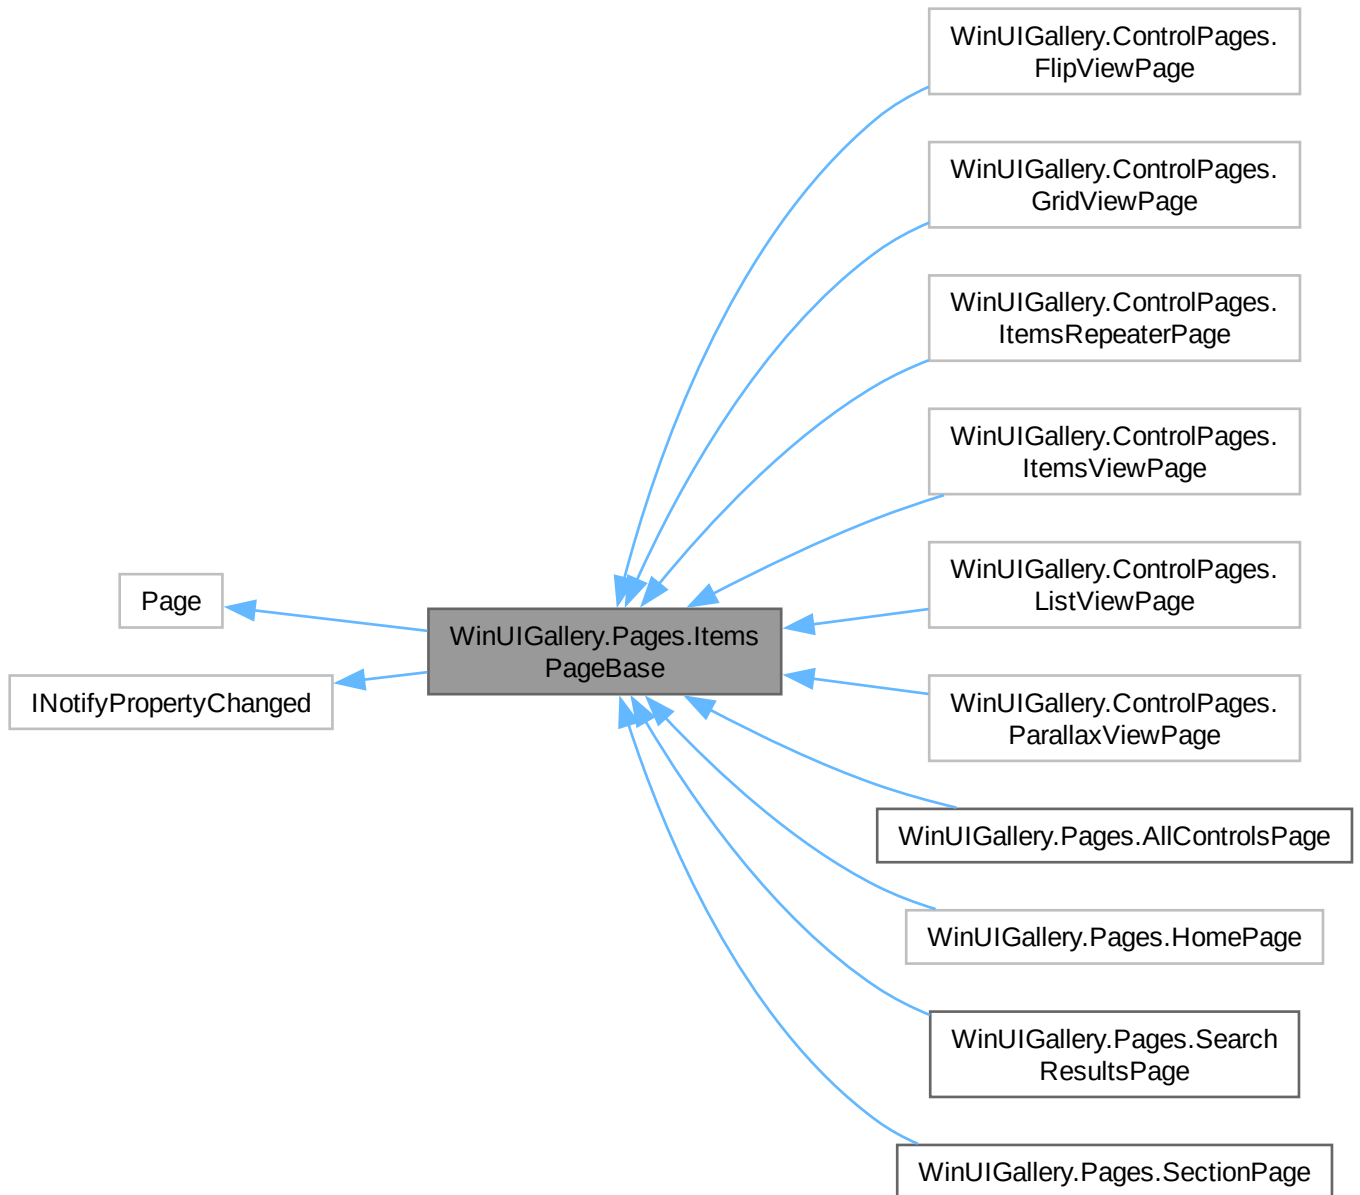 WinUIGallery.ControlPages.
FlipViewPage
WinUIGallery.ControlPages.
GridViewPage
WinUIGallery.ControlPages.
ItemsRepeaterPage
WinUIGallery.ControlPages.
ItemsViewPage
WinUIGallery.ControlPages.
ListViewPage
Page
WinUIGallery.Pages.Items
PageBase
INotifyPropertyChanged
WinUIGallery.ControlPages.
ParallaxViewPage
WinUIGallery.Pages.AllControlsPage
WinUIGallery.Pages.HomePage
WinUIGallery.Pages.Search
ResultsPage
WinUIGallery.Pages.SectionPage